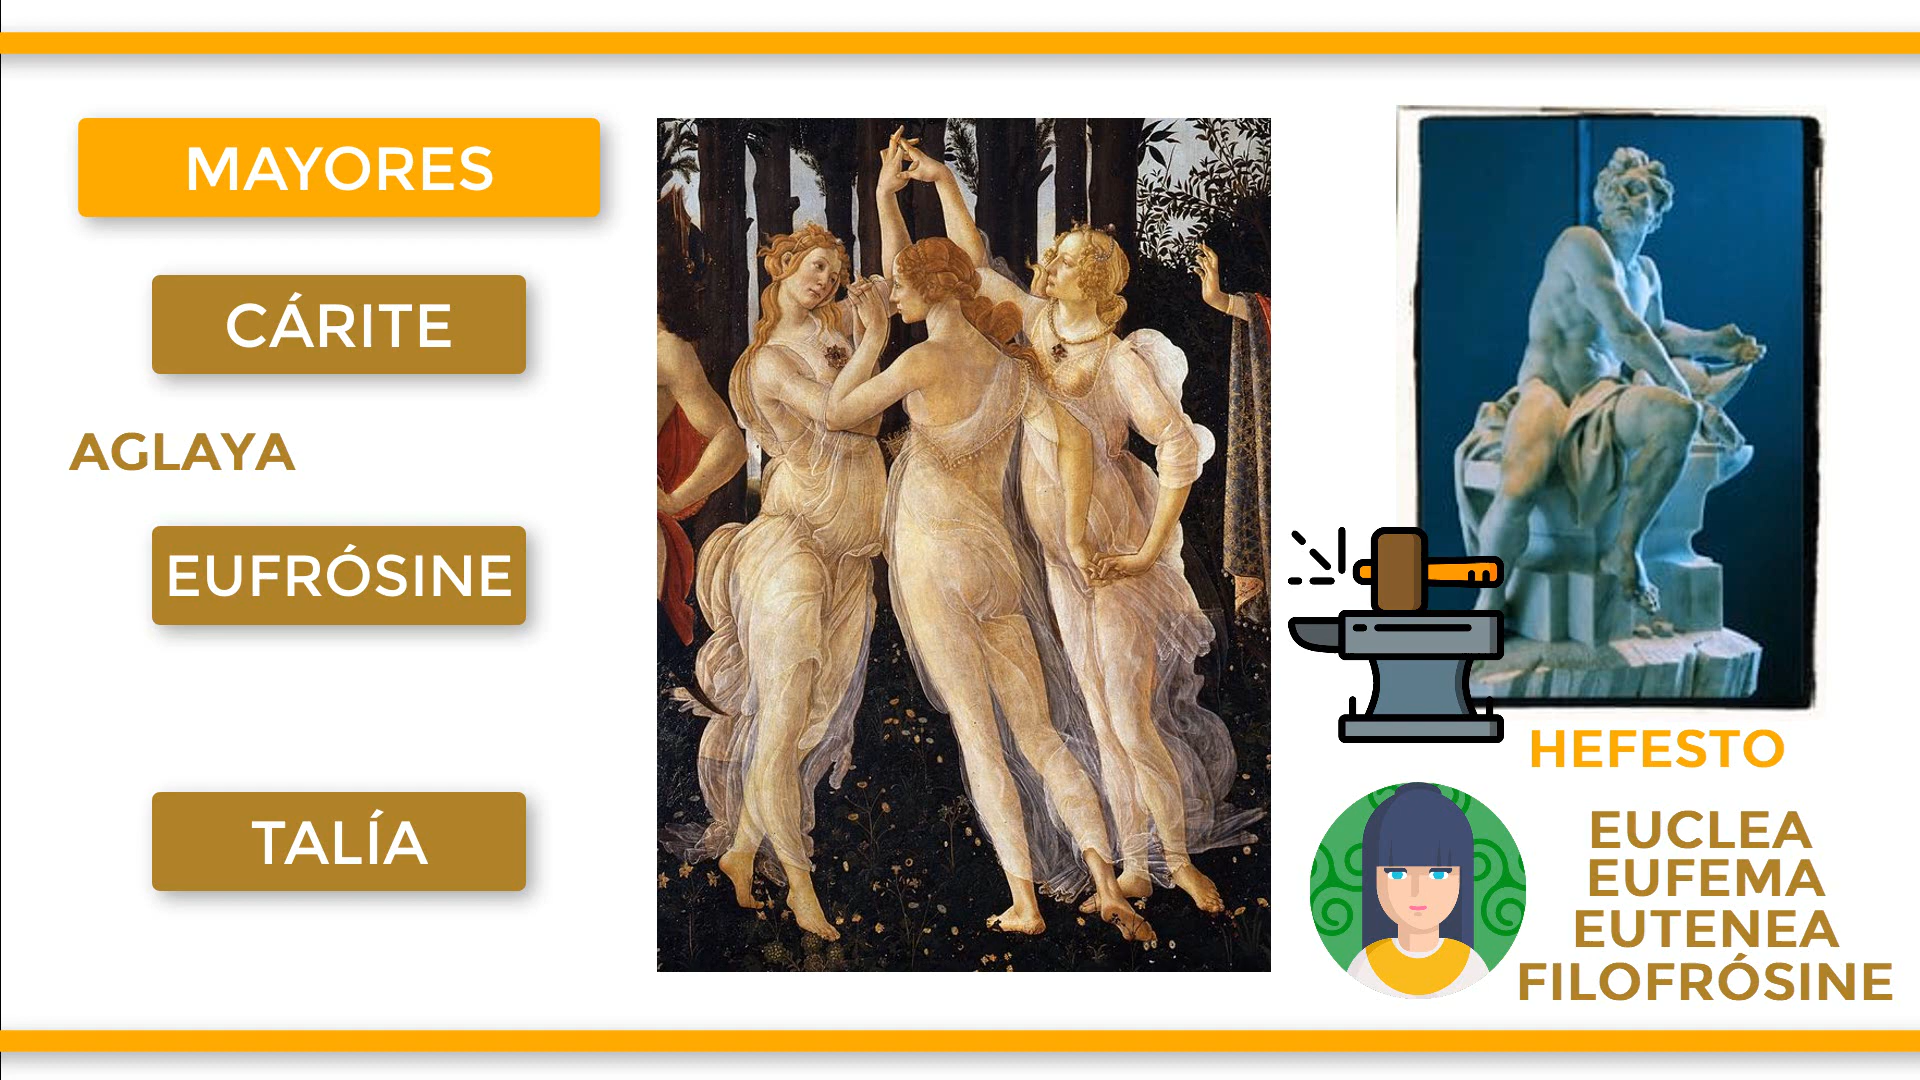 MAYORES
CÁRITE
AGLAYA
EUFRÓSINE
TALÍA
HEFESTO
EUCLEA
EUFEMA
EUTENEA
FILOFRÓSINE